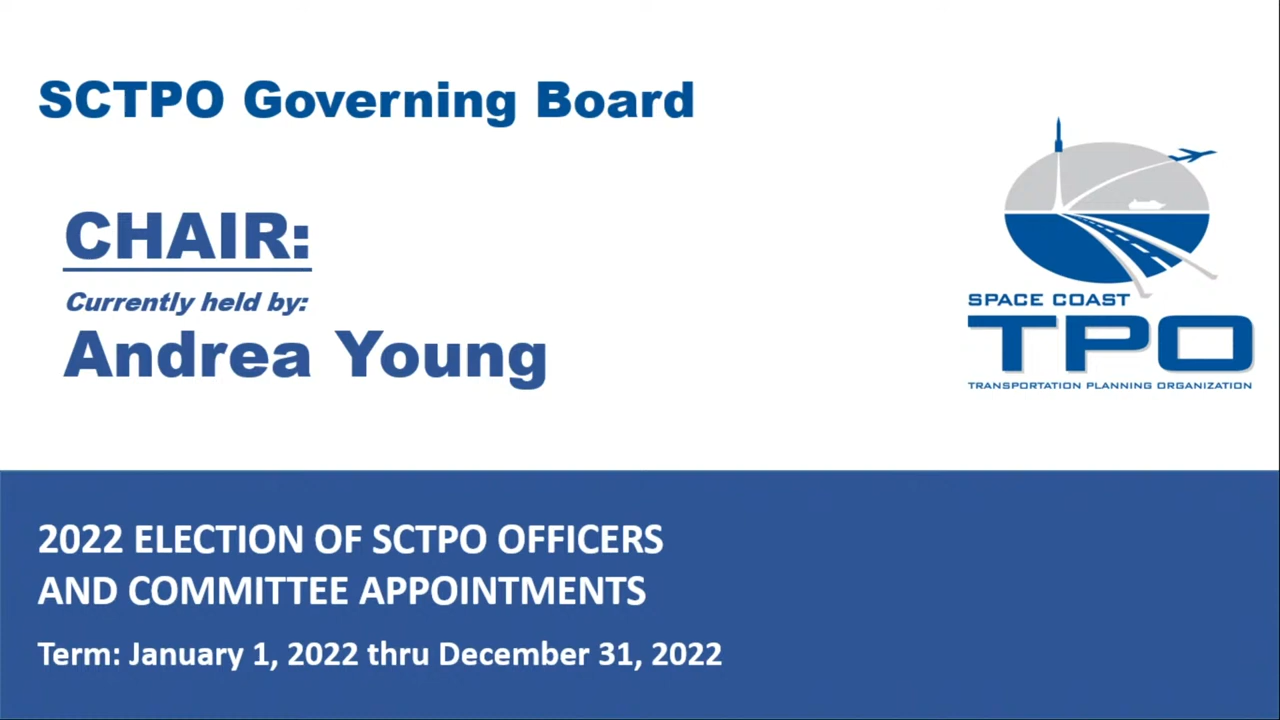 SCTPO Governing Board
CHAIR:
Currently held by:
Andrea Young
SPACE COAST
TPO
TRANSPORTATION PLANNING ORGANIZATION
2022 ELECTION OF SCTPO OFFICERS
AND COMMITTEE APPOINTMENTS
Term: January 1, 2022 thru December 31, 2022